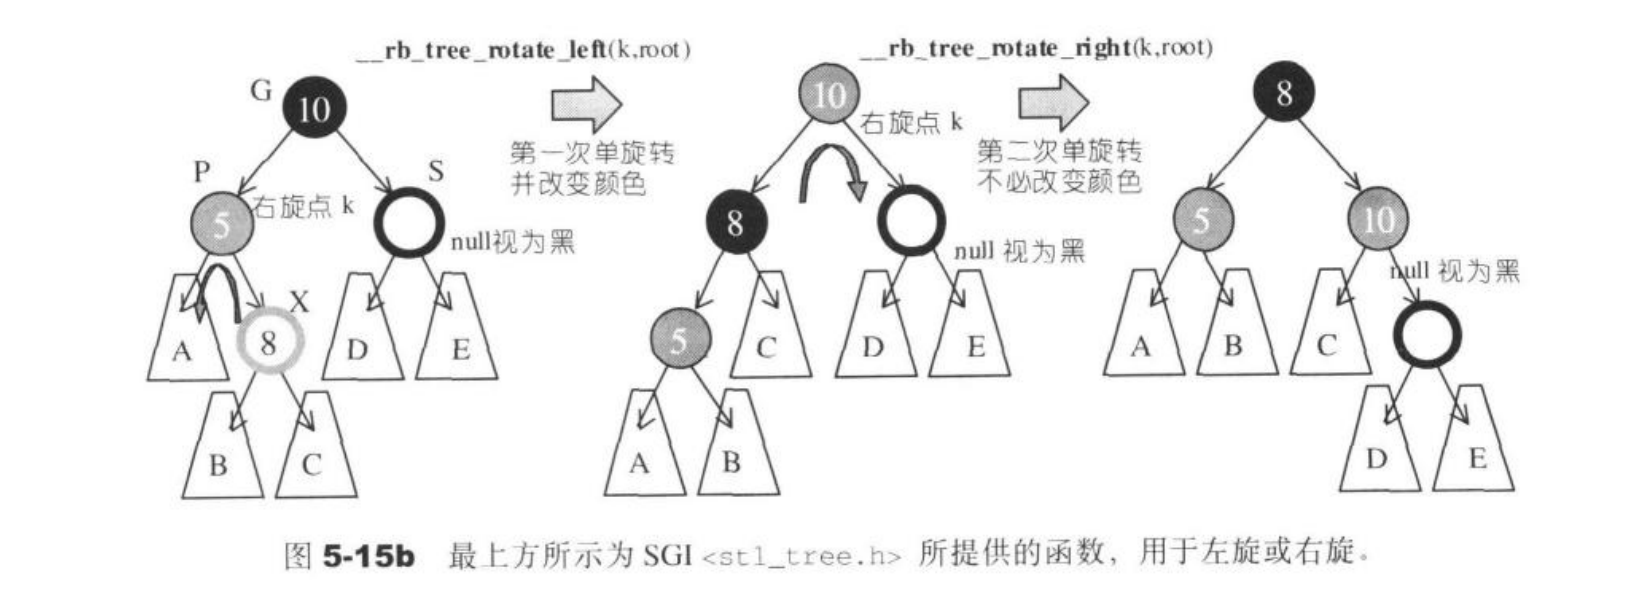 __rb_tree_rotate_left(k,root)
__rb_tree_rotate_right(k,root)
G
10
10
8
右旋点 k
第一次单旋转
并改变颜色
第二次单旋转
不必改变颜色
P
S
5
右旋点 k
null视为黑
8
null 视为黑
5
10
null 视为黑
X
A
8
D
E
5
C
D
E
A
B
C
B
C
A
B
D
E
图 5-15b 最上方所示为 SGI <stl_tree.h> 所提供的函数，用于左旋或右旋。